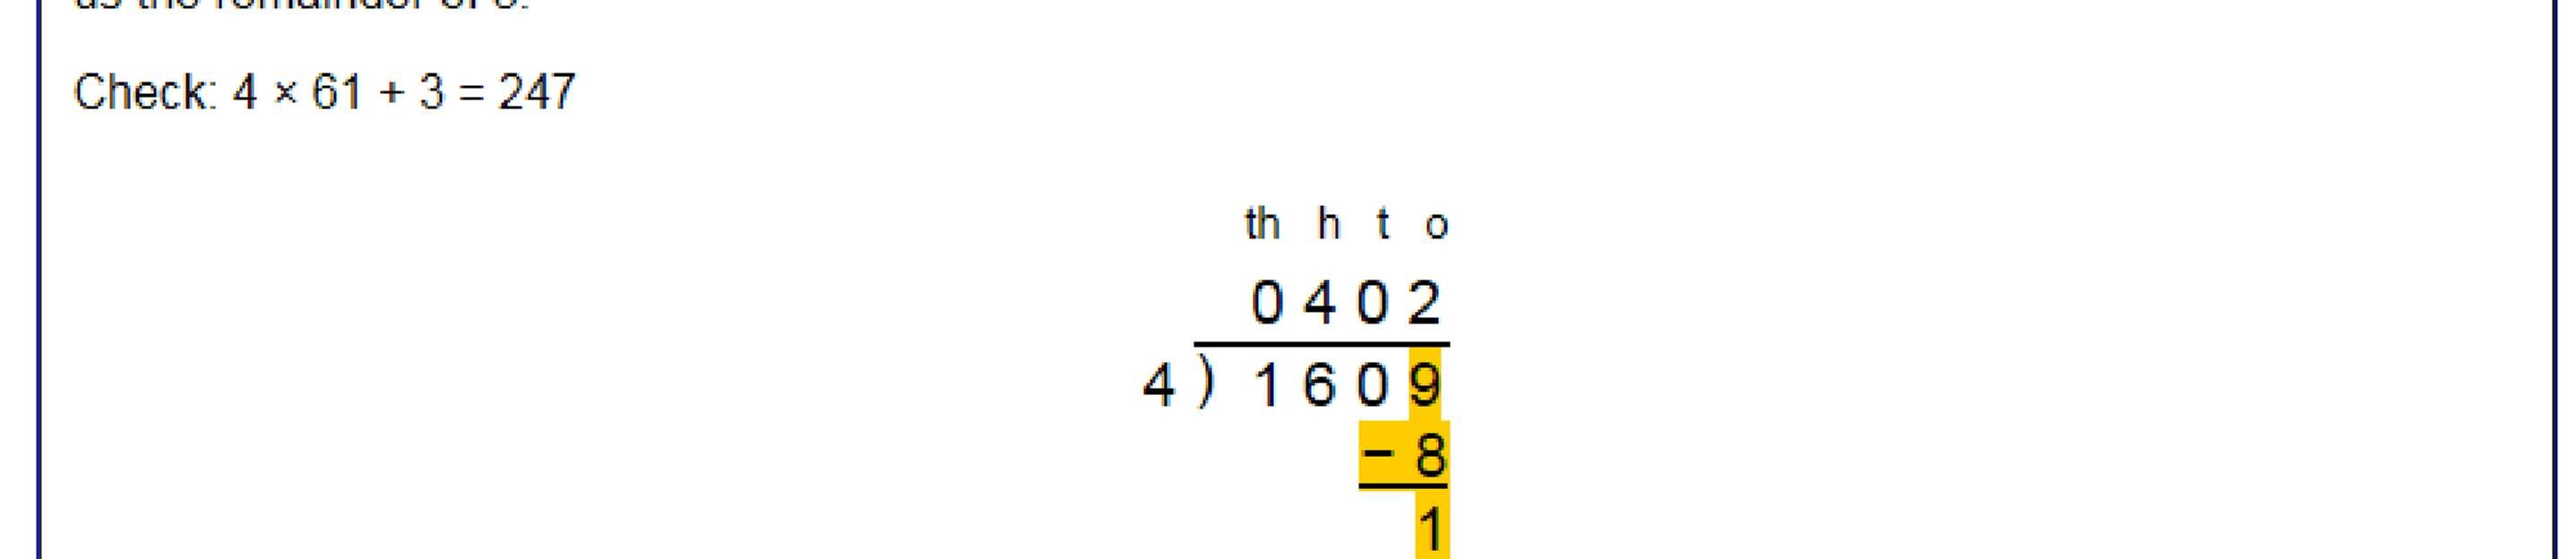 Check: 4 × 61 + 3 = 247
th h t o
0 4 0 2
4 ) 1 6 0 9
− 8
1